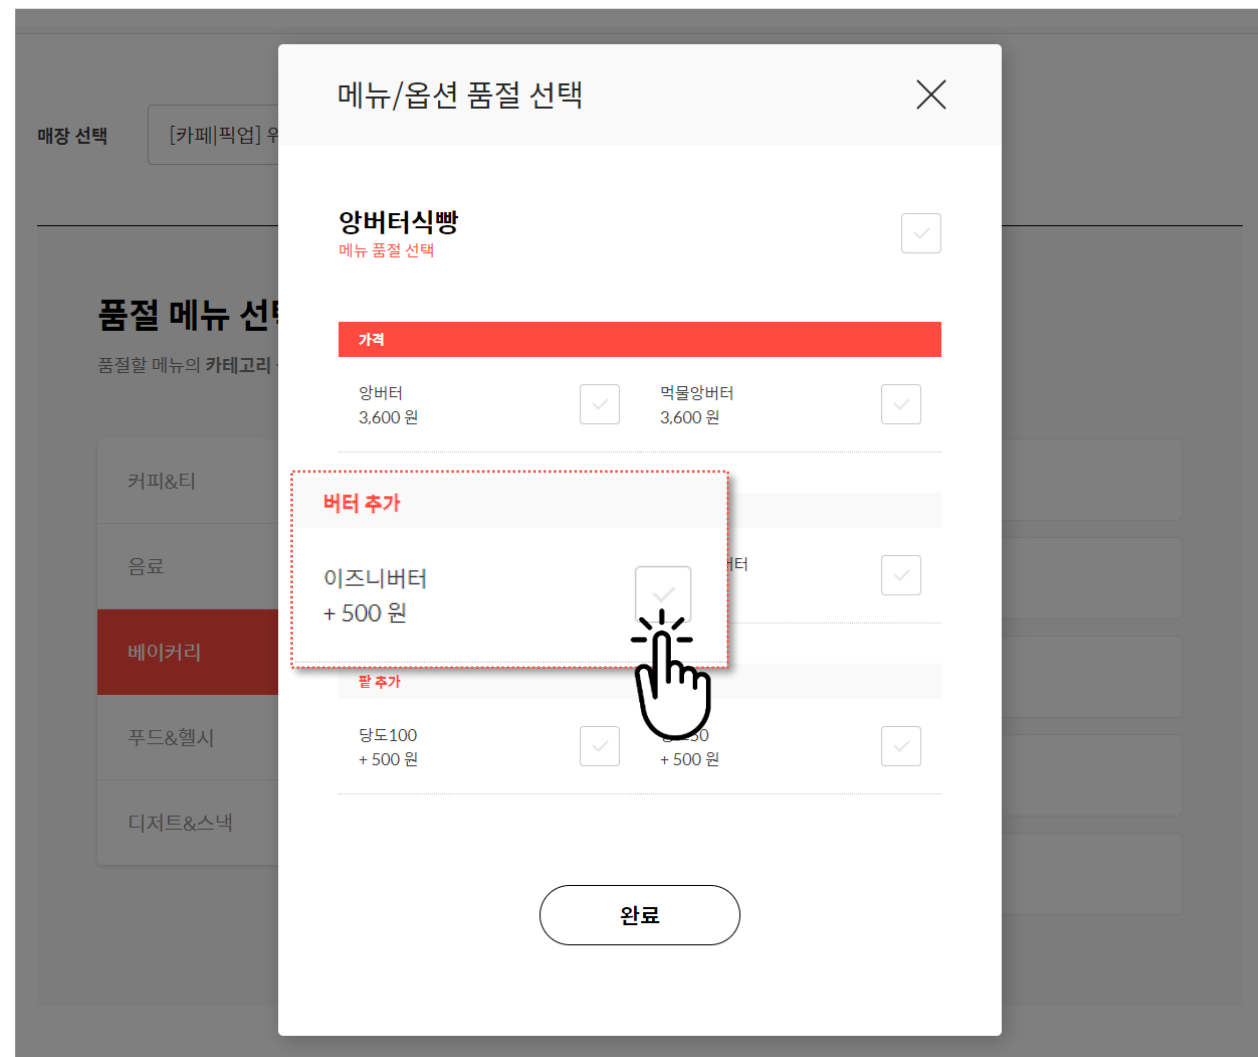 메뉴/옵션 품절 선택
매장 선택
[카페|픽업]
앙버터식빵
메뉴 품절 선택
품절 메뉴
품절할 메뉴의 카테고리
가격
앙버터
3,600 원
먹물앙버터
3,600 원
커피&티
음료
베이커리
푸드&헬시
디저트&스낵
버터 추가
이즈니버터
+ 500 원
팥 추가
당도100
+ 500 원
+ 500 원
완료